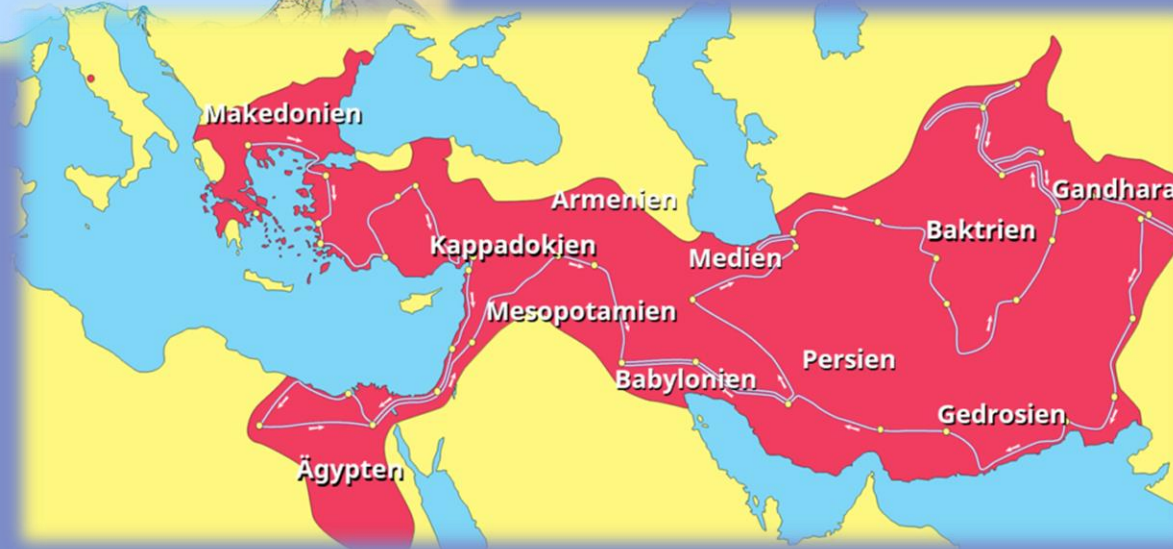 Makedonien
Armenien
Gandhara
Kappadokien
Baktrien
Medien
Mesopotamien
Persien
Babylonien
Gedrosien
Ägypten